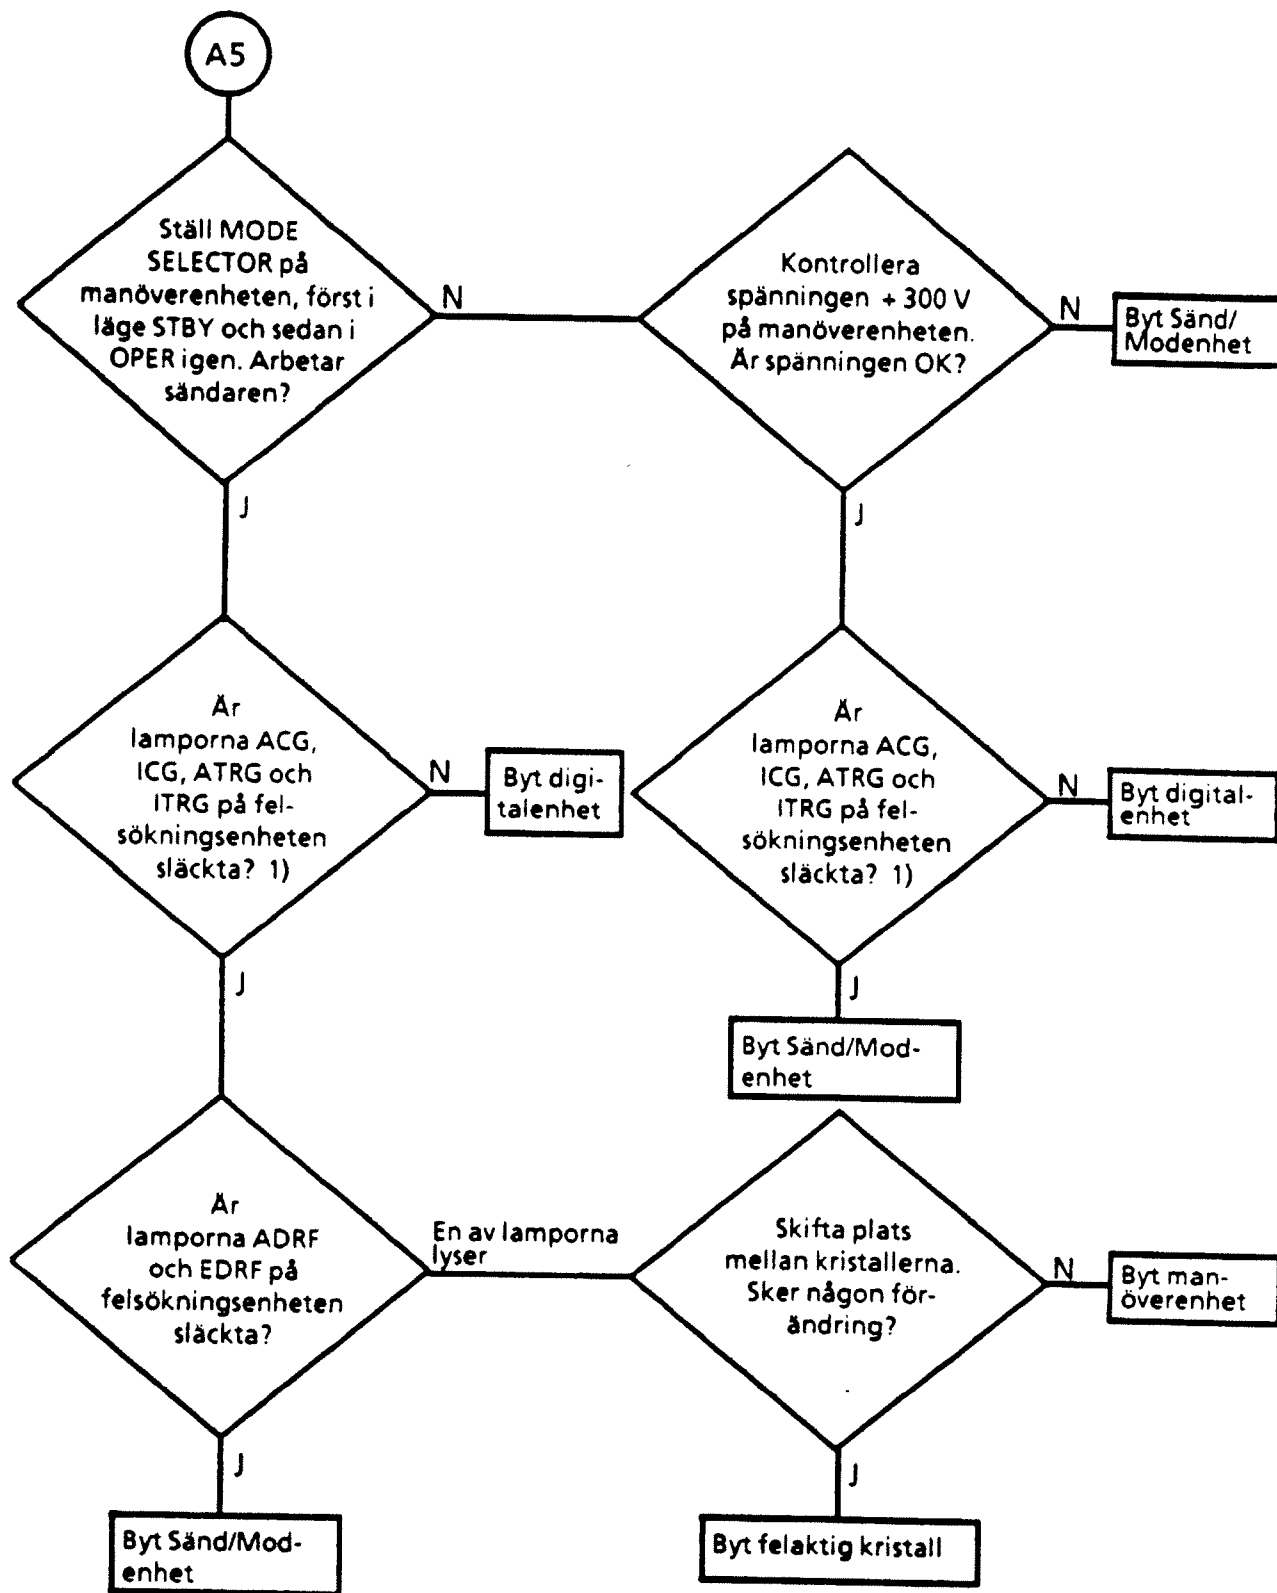 A5
Ställ MODE
SELECTOR på
manöverenheten, först i
läge STBY och sedan i
OPER igen. Arbetar
sändaren?
N
J
Kontrollera
spänningen + 300 V
på manöverenheten.
Är spänningen OK?
N
J
Byt Sänd/
Modenhet
Är
lamporna ACG,
ICG, ATRG och
ITRG på fel-
sökningsenheten
släckta? 1)
N
J
Byt digi-
talenhet
Är
lamporna ACG,
ICG, ATRG och
ITRG på fel-
sökningsenheten
släckta? 1)
N
J
Byt digital-
enhet
Byt Sänd/Mod-
enhet
Är
lamporna ADRF
och EDRF på
felsökningsenheten
släckta?
En av lamporna
lyser
J
Skifta plats
mellan kristallerna.
Sker någon för-
ändring?
N
J
Byt man-
överenhet
Byt Sänd/Mod-
enhet
Byt felaktig kristall